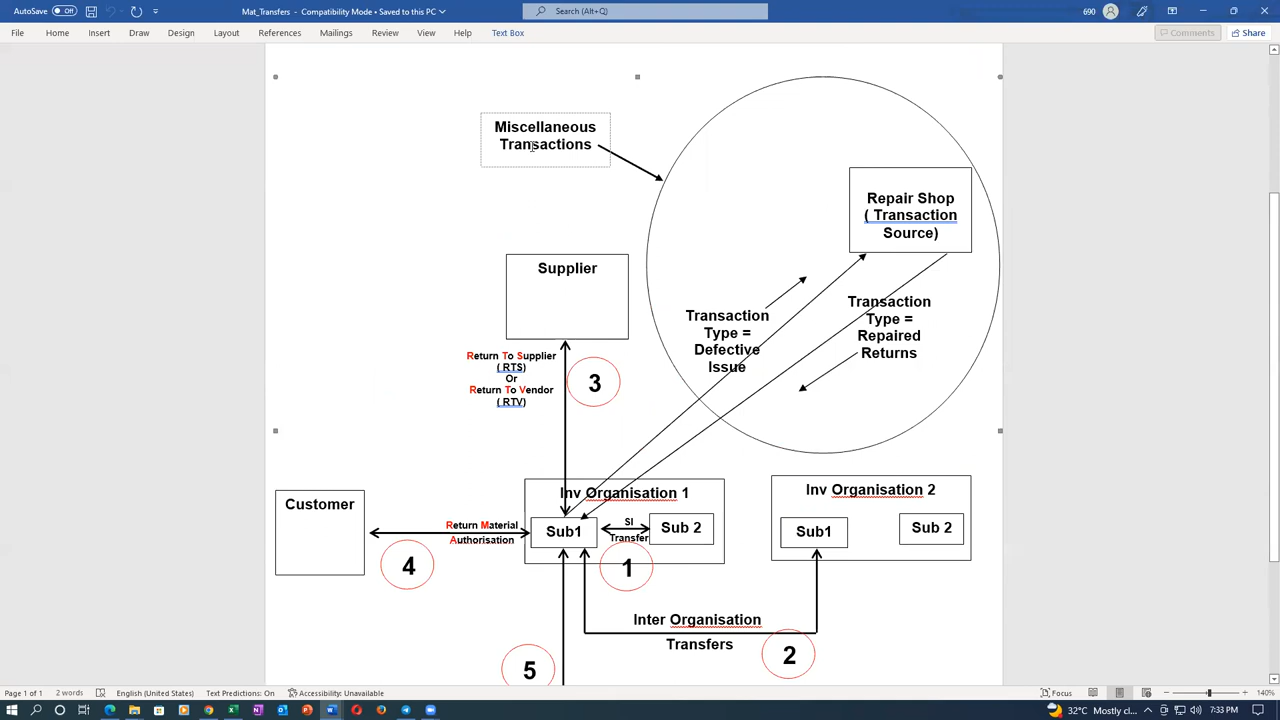 AutoSave
Off
Mat_Transfers - Compatibility Mode • Saved to this PC
Search (Alt+Q)
690
File
Home
Insert
Draw
Design
Layout
References
Mailings
Review
View
Help
Text Box
Comments
Share
Miscellaneous
Transactions
Repair Shop
( Transaction
Source)
Supplier
Transaction
Type =
Defective
Issue
Transaction
Type =
Repaired
Returns
Return To Supplier
( RTS)
Or
Return To Vendor
( RTV)
3
Inv Organisation 1
Inv Organisation 2
Customer
Return Material
Authorisation
Sub1
SI
Transfer
Sub 2
Sub1
Sub 2
4
1
Inter Organisation
Transfers
2
5
Page 1 of 1
2 words
English (United States)
Text Predictions: On
Accessibility: Unavailable
Focus
140%
32°C Mostly cl...
ENG
7:33 PM